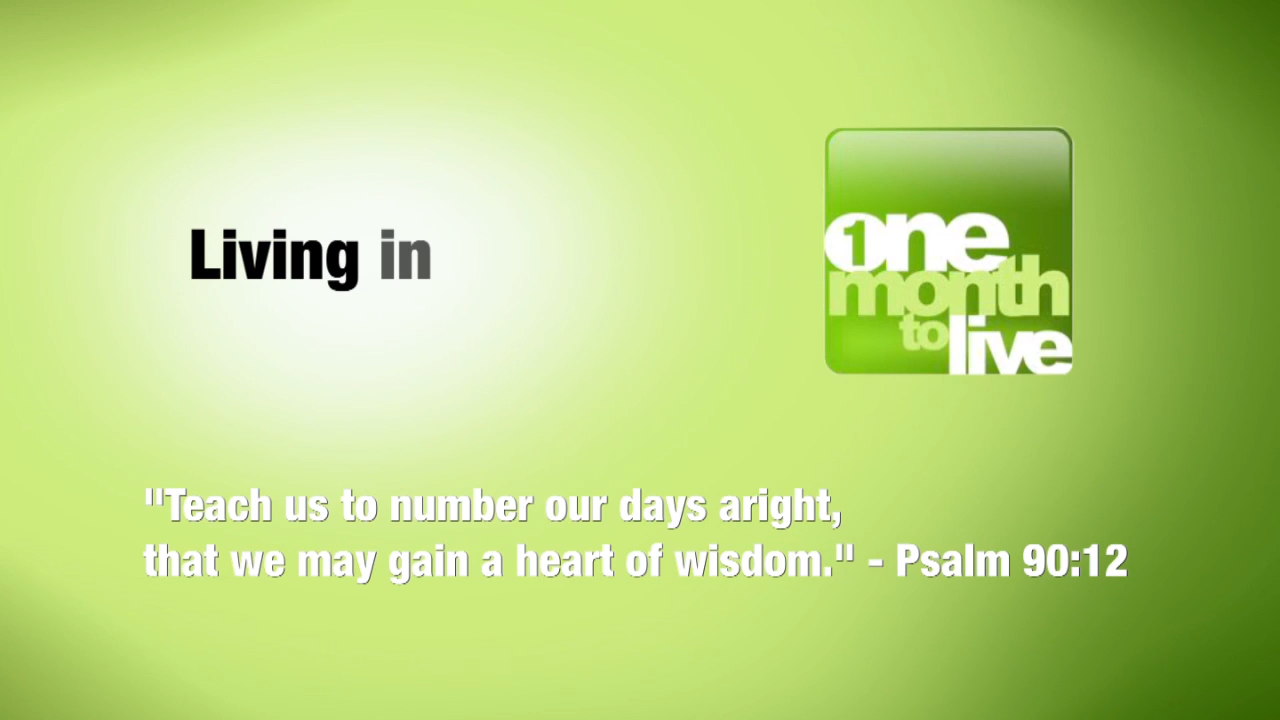 Living in
1one
month
to live
"Teach us to number our days aright,
that we may gain a heart of wisdom." - Psalm 90:12